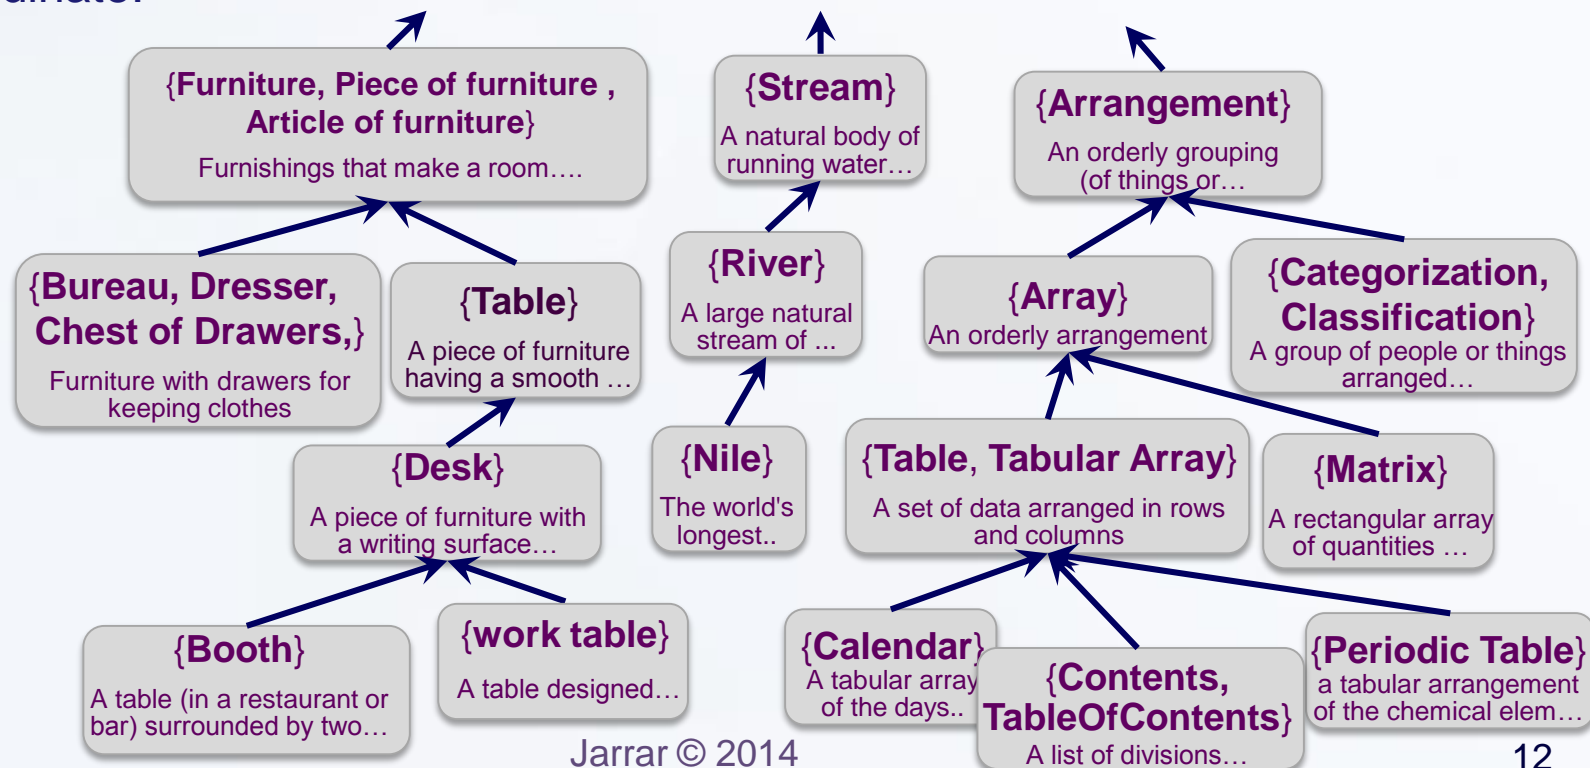 {Furniture, Piece of furniture ,
Article of furniture}
Furnishings that make a room….
{Stream}
A natural body of
running water…
{Arrangement}
An orderly grouping
(of things or…
{Bureau, Dresser,
Chest of Drawers,}
Furniture with drawers for
keeping clothes
{Table}
A piece of furniture
having a smooth …
{River}
A large natural
stream of ...
{Array}
An orderly arrangement
{Categorization,
Classification}
A group of people or things
arranged…
{Desk}
A piece of furniture with
a writing surface…
{Nile}
The world's
longest..
{Table, Tabular Array}
A set of data arranged in rows
and columns
{Matrix}
A rectangular array
of quantities …
{Booth}
A table (in a restaurant or
bar) surrounded by two…
{work table}
A table designed…
{Calendar}
A tabular array
of the days..
{Contents,
TableOfContents}
A list of divisions…
{Periodic Table}
a tabular arrangement
of the chemical elem…
Jarrar © 2014
12